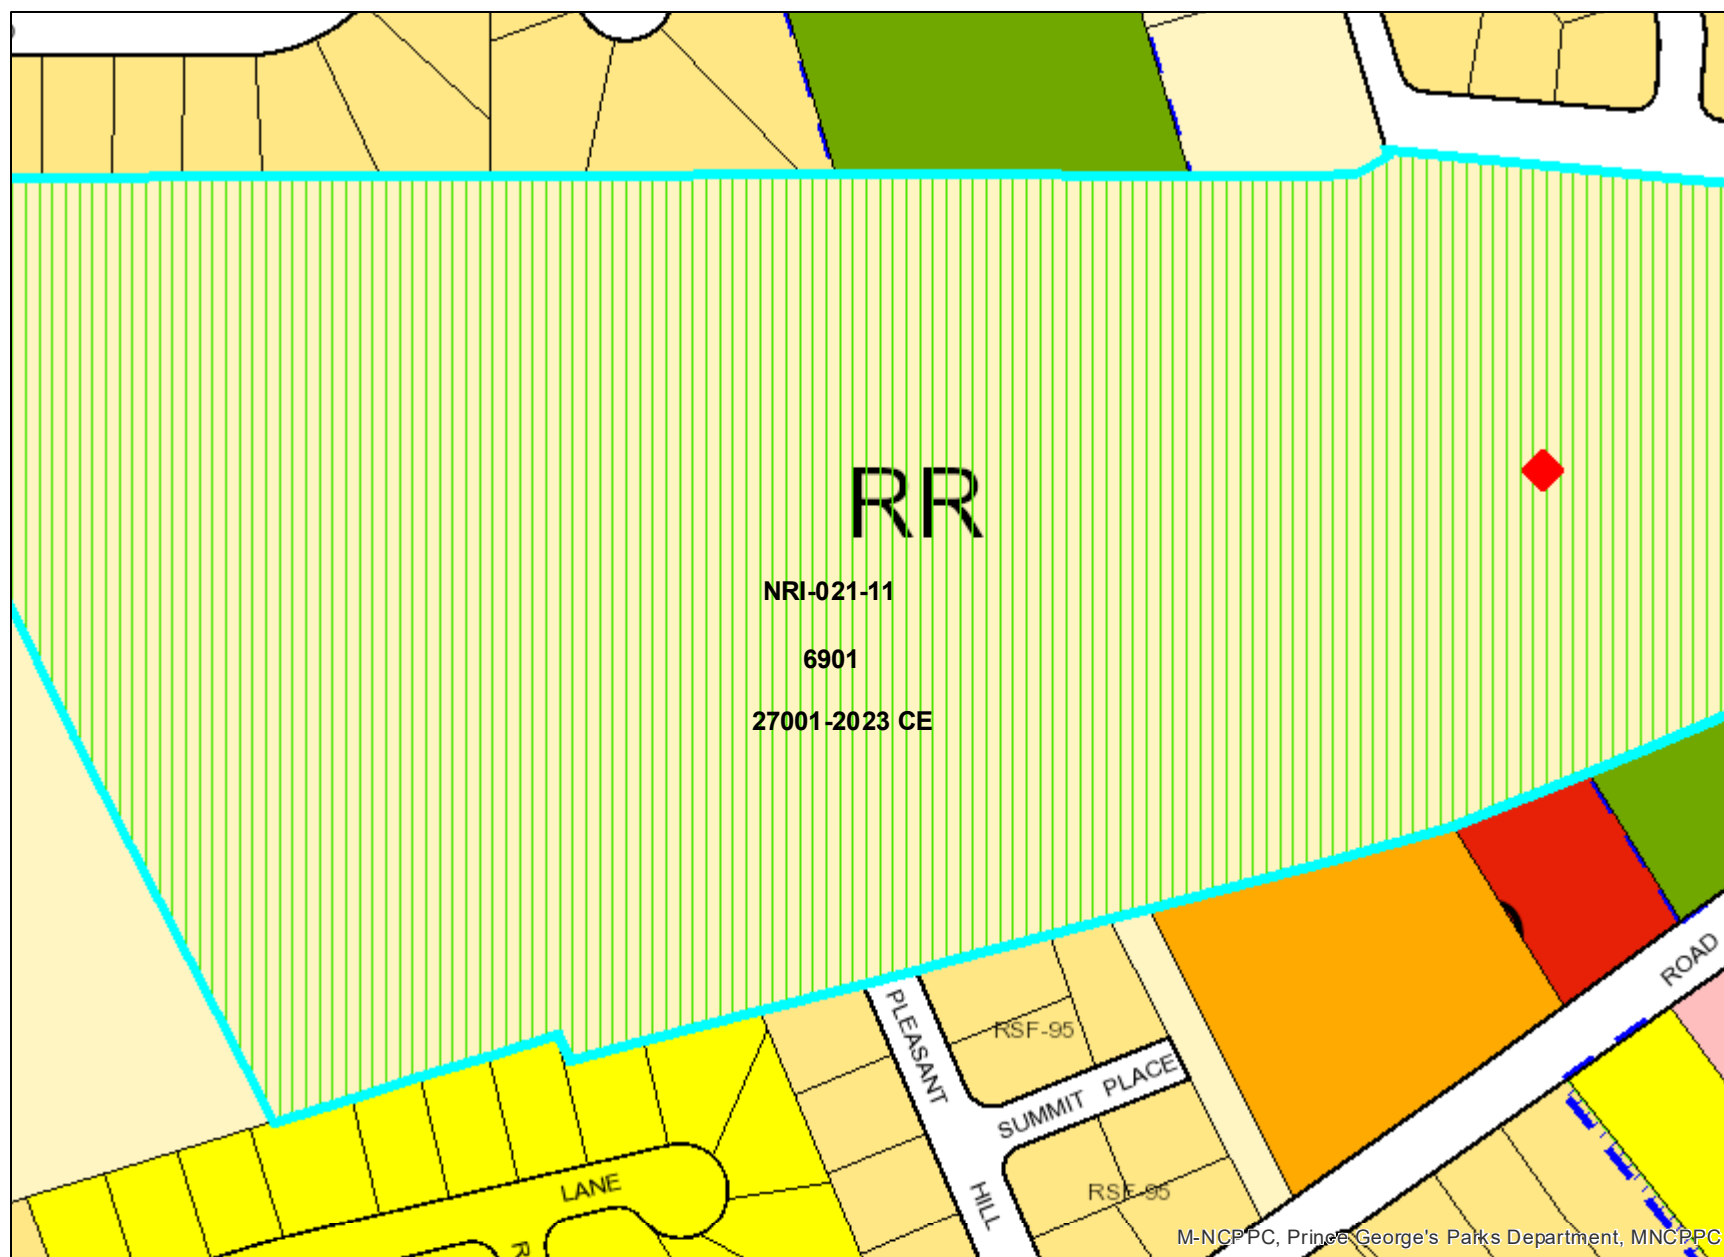 RR
NRI-021-11
6901
27001-2023 CE
ROAD
PLEASANT
RSF-95
SUMMIT PLACE
LANE
HILL
RSF-95
R
M-NCPPC, Prince George's Parks Department, MNCPPC